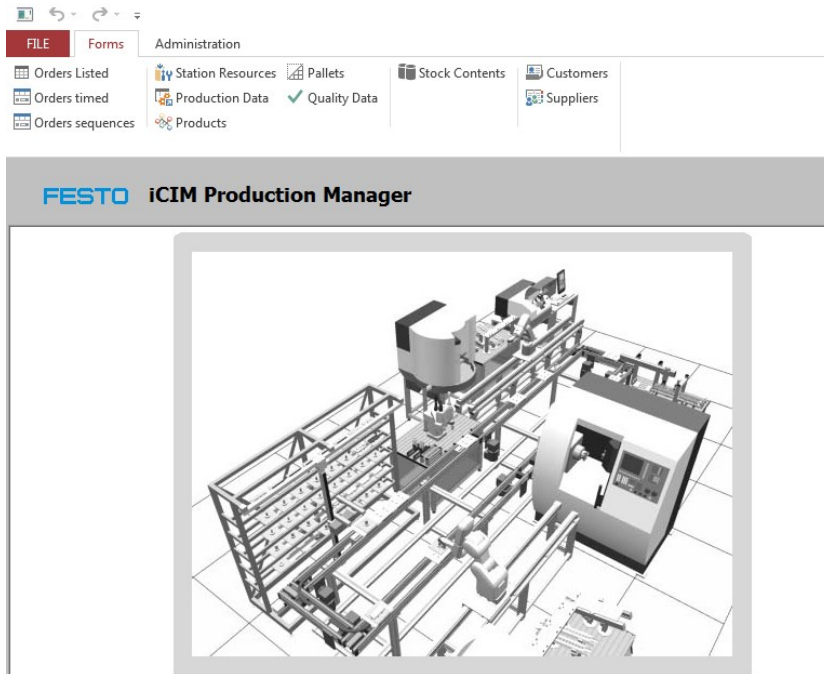 FILE Forms Administration
Orders Listed Station Resources Pallets Stock Contents Customers
Orders timed Production Data Quality Data Suppliers
Orders sequences Products
FESTO iCIM Production Manager